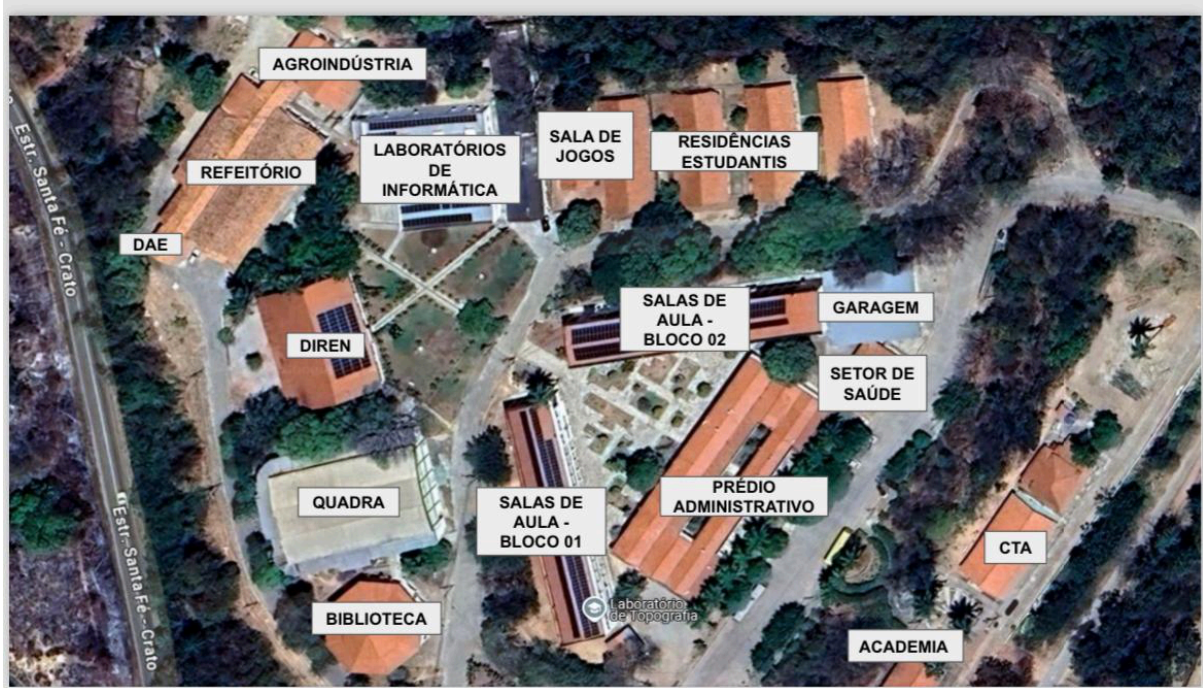 AGROINDÚSTRIA
LABORATÓRIOS
DE
INFORMÁTICA
SALA DE
JOGOS
RESIDÊNCIAS
ESTUDANTIS
REFEITÓRIO
DAE
Estr. Santa Fé - Crato
DIREN
SALAS DE
AULA -
BLOCO 02
GARAGEM
SETOR DE
SAÚDE
QUADRA
SALAS DE
AULA -
BLOCO 01
PRÉDIO
ADMINISTRATIVO
CTA
Estr. Santa Fé - Crato
BIBLIOTECA
Laboratório
de Topografia
ACADEMIA